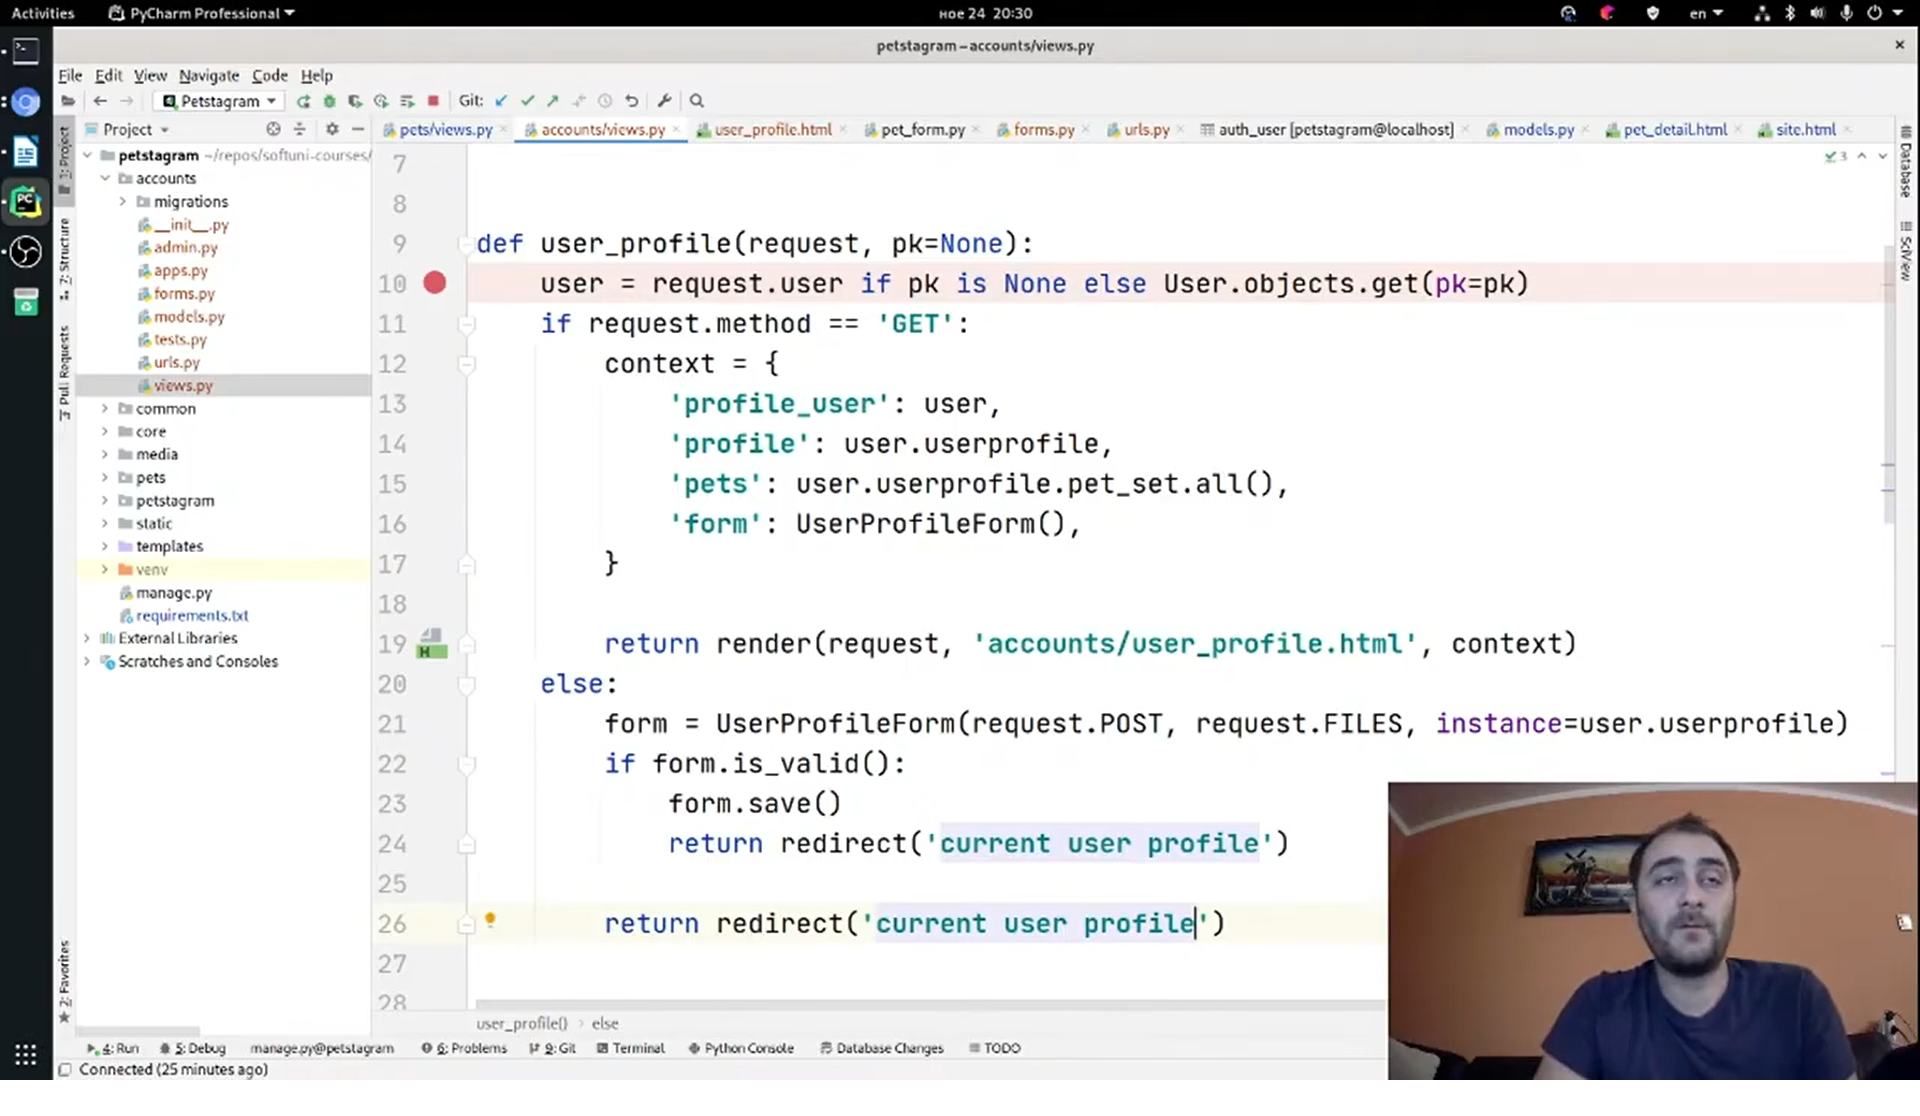 Activities PyCharm Professional ное 24 20:30 en
petstagram – accounts/views.py
File Edit View Navigate Code Help
Petstagram Git:
Project pets/views.py accounts/views.py user_profile.html pet_form.py forms.py urls.py auth_user [petstagram@localhost] models.py pet_detail.html site.html
1: Project
7: Structure
Pull Requests
2: Favorites
Database
SciView
3
petstagram ~/repos/softuni-courses/
accounts
migrations
__init__.py
admin.py
apps.py
forms.py
models.py
tests.py
urls.py
views.py
common
core
media
pets
petstagram
static
templates
venv
manage.py
requirements.txt
External Libraries
Scratches and Consoles
7
8
9 def user_profile(request, pk=None):
10 user = request.user if pk is None else User.objects.get(pk=pk)
11 if request.method == 'GET':
12 context = {
13 'profile_user': user,
14 'profile': user.userprofile,
15 'pets': user.userprofile.pet_set.all(),
16 'form': UserProfileForm(),
17 }
18
19 return render(request, 'accounts/user_profile.html', context)
20 else:
21 form = UserProfileForm(request.POST, request.FILES, instance=user.userprofile)
22 if form.is_valid():
23 form.save()
24 return redirect('current user profile')
25
26 return redirect('current user profile')
27
28
user_profile() › else
4: Run 5: Debug manage.py@petstagram 6: Problems 9: Git Terminal Python Console Database Changes TODO
Connected (25 minutes ago)